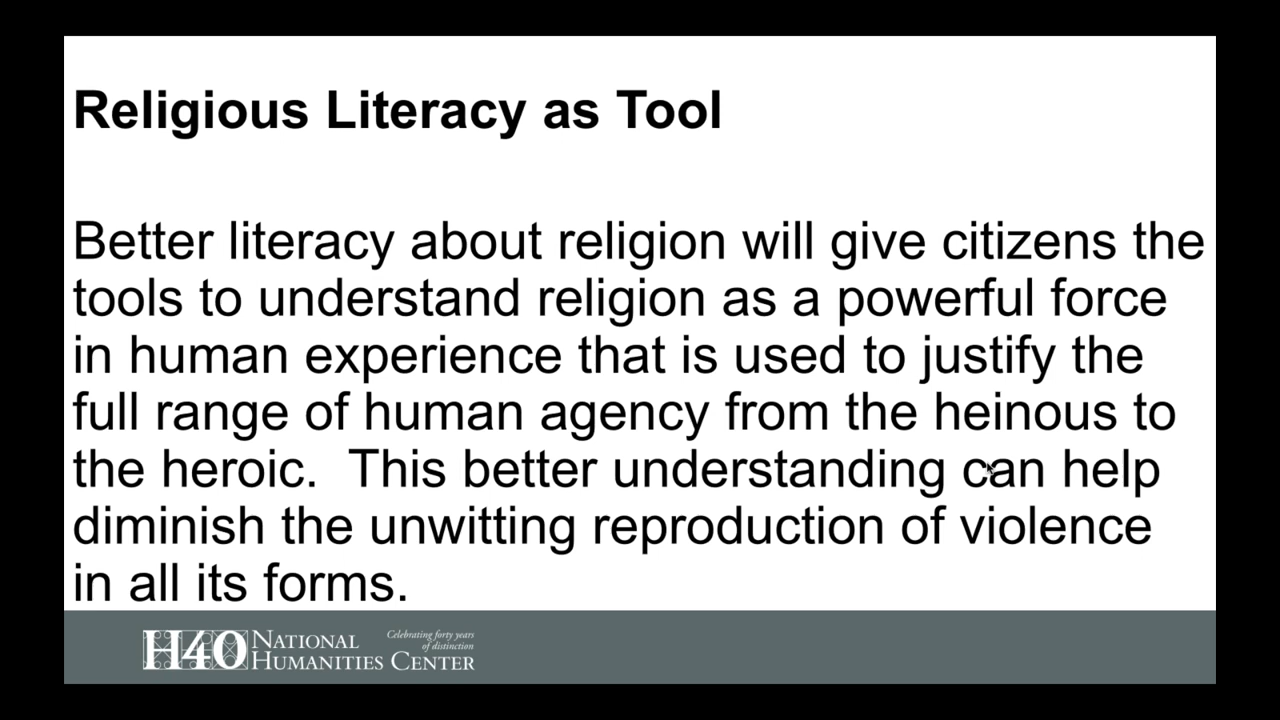 Religious Literacy as Tool
Better literacy about religion will give citizens the
tools to understand religion as a powerful force
in human experience that is used to justify the
full range of human agency from the heinous to
the heroic.  This better understanding can help
diminish the unwitting reproduction of violence
in all its forms.
H40
NATIONAL
HUMANITIES CENTER
Celebrating forty years
of distinction